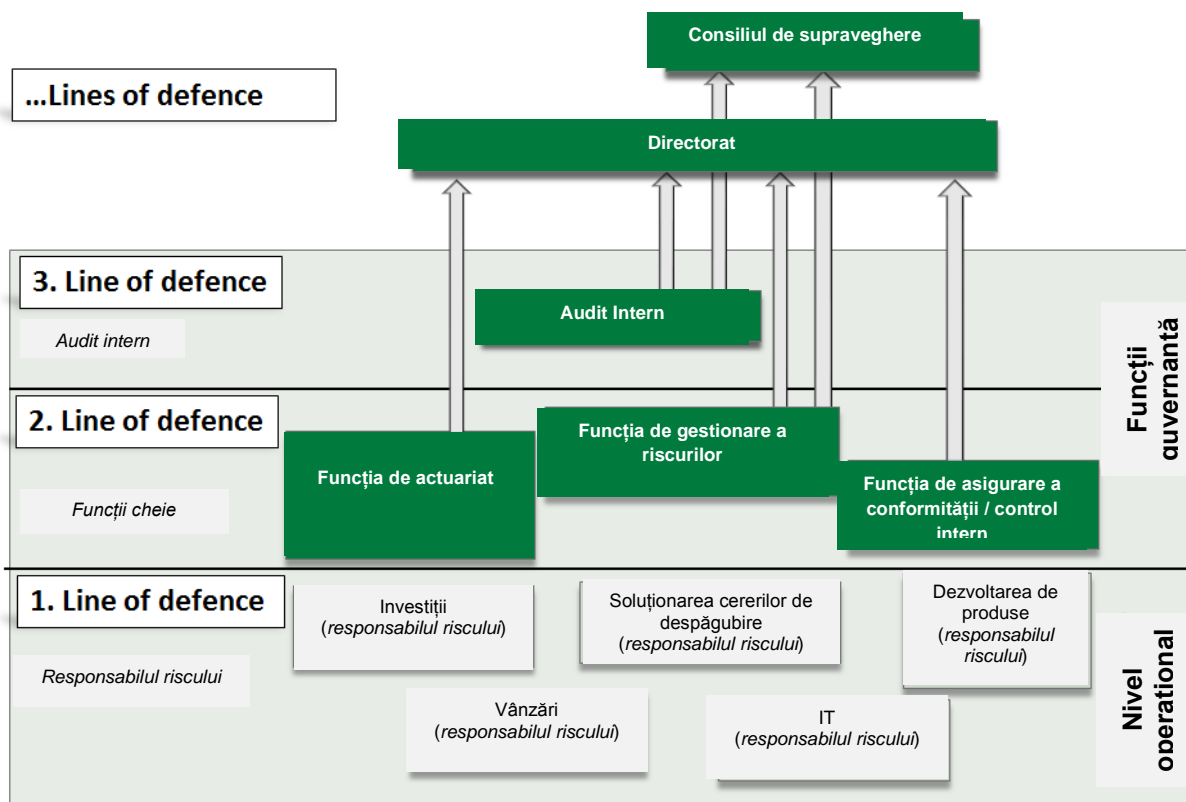 Consiliul de supraveghere
...Lines of defence
Directorat
3. Line of defence
Audit intern
Audit Intern
Funcții
guvernantă
2. Line of defence
Funcții cheie
Funcția de actuariat
Funcția de gestionare a
riscurilor
Funcția de asigurare a
conformității / control
intern
1. Line of defence
Responsabilul riscului
Investiții
(responsabilul riscului)
Soluționarea cererilor de
despăgubire
(responsabilul riscului)
Dezvoltarea de
produse
(responsabilul
riscului)
Vânzări
(responsabilul riscului)
IT
(responsabilul riscului)
Nivel
operational